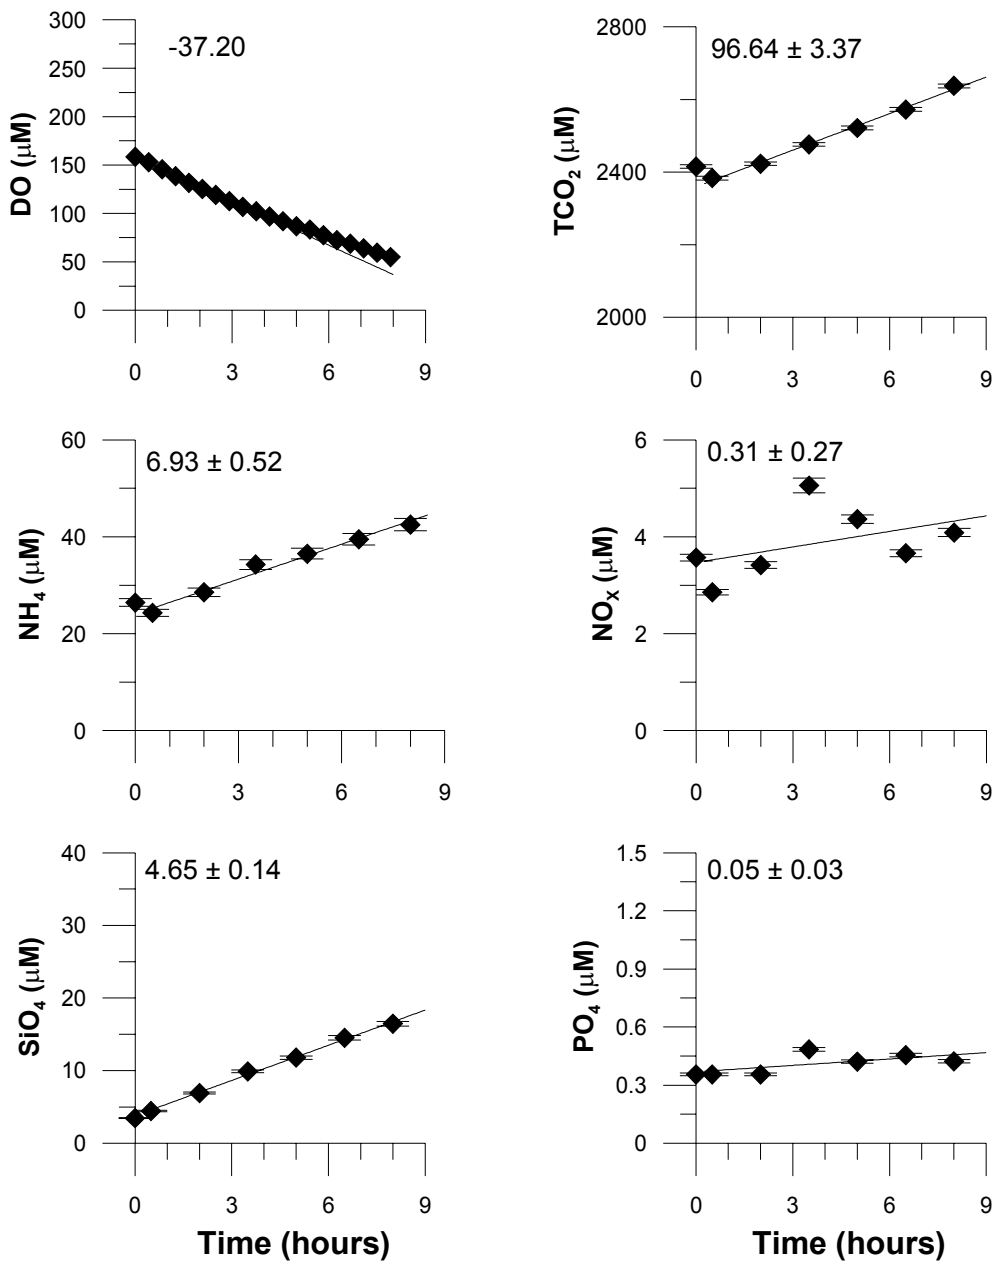 300
250
200
150
100
50
0
DO (μM)
-37.20
0 3 6 9
2800
2400
2000
TCO2 (μM)
96.64 ± 3.37
0 3 6 9
60
40
20
0
NH4 (μM)
6.93 ± 0.52
0 3 6 9
6
4
2
0
NOX (μM)
0.31 ± 0.27
0 3 6 9
40
30
20
10
0
SiO4 (μM)
4.65 ± 0.14
0 3 6 9
Time (hours)
1.5
1.2
0.9
0.6
0.3
0
PO4 (μM)
0.05 ± 0.03
0 3 6 9
Time (hours)